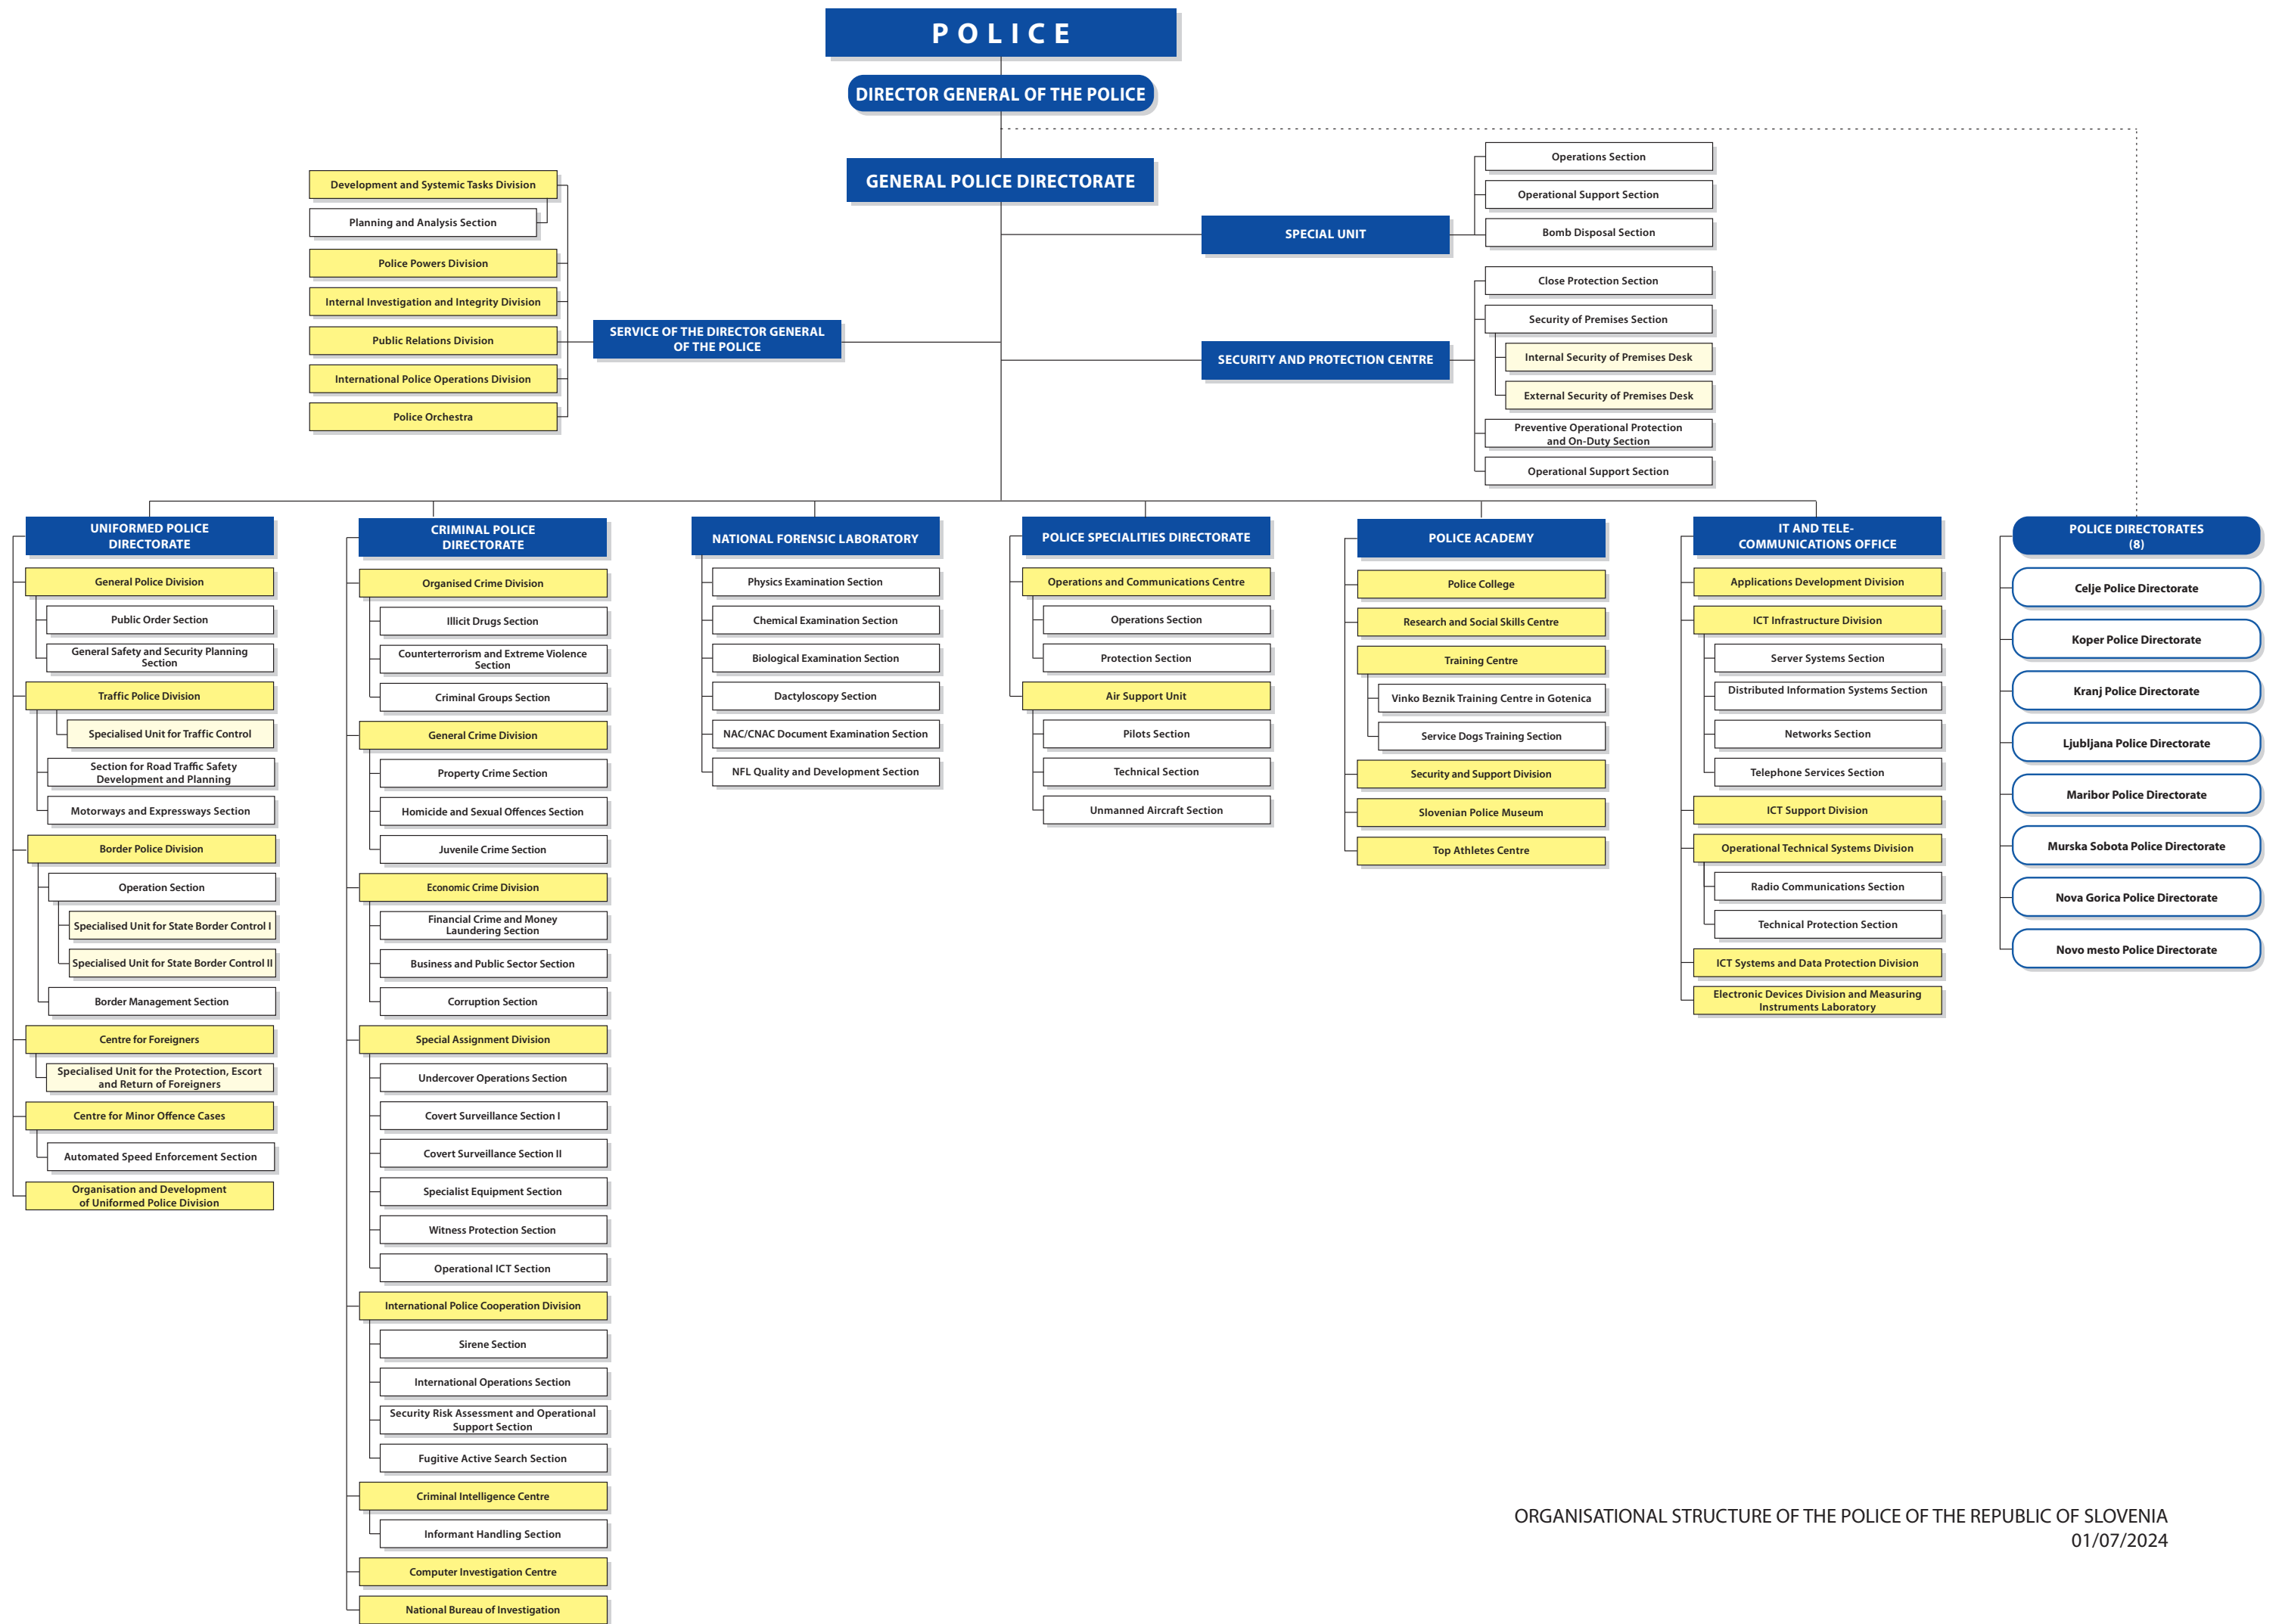 POLICE
DIRECTOR GENERAL OF THE POLICE
GENERAL POLICE DIRECTORATE
Development and Systemic Tasks Division
Planning and Analysis Section
Police Powers Division
Internal Investigation and Integrity Division
Public Relations Division
International Police Operations Division
Police Orchestra
SERVICE OF THE DIRECTOR GENERAL
OF THE POLICE
SPECIAL UNIT
Operations Section
Operational Support Section
Bomb Disposal Section
SECURITY AND PROTECTION CENTRE
Close Protection Section
Security of Premises Section
Internal Security of Premises Desk
External Security of Premises Desk
Preventive Operational Protection
and On-Duty Section
Operational Support Section
UNIFORMED POLICE
DIRECTORATE
General Police Division
Public Order Section
General Safety and Security Planning
Section
Traffic Police Division
Specialised Unit for Traffic Control
Section for Road Traffic Safety
Development and Planning
Motorways and Expressways Section
Border Police Division
Operation Section
Specialised Unit for State Border Control I
Specialised Unit for State Border Control II
Border Management Section
Centre for Foreigners
Specialised Unit for the Protection, Escort
and Return of Foreigners
Centre for Minor Offence Cases
Automated Speed Enforcement Section
Organisation and Development
of Uniformed Police Division
CRIMINAL POLICE
DIRECTORATE
Organised Crime Division
Illicit Drugs Section
Counterterrorism and Extreme Violence
Section
Criminal Groups Section
General Crime Division
Property Crime Section
Homicide and Sexual Offences Section
Juvenile Crime Section
Economic Crime Division
Financial Crime and Money
Laundering Section
Business and Public Sector Section
Corruption Section
Special Assignment Division
Undercover Operations Section
Covert Surveillance Section I
Covert Surveillance Section II
Specialist Equipment Section
Witness Protection Section
Operational ICT Section
International Police Cooperation Division
Sirene Section
International Operations Section
Security Risk Assessment and Operational
Support Section
Fugitive Active Search Section
Criminal Intelligence Centre
Informant Handling Section
Computer Investigation Centre
National Bureau of Investigation
NATIONAL FORENSIC LABORATORY
Physics Examination Section
Chemical Examination Section
Biological Examination Section
Dactyloscopy Section
NAC/CNAC Document Examination Section
NFL Quality and Development Section
POLICE SPECIALITIES DIRECTORATE
Operations and Communications Centre
Operations Section
Protection Section
Air Support Unit
Pilots Section
Technical Section
Unmanned Aircraft Section
POLICE ACADEMY
Police College
Research and Social Skills Centre
Training Centre
Vinko Beznik Training Centre in Gotenica
Service Dogs Training Section
Security and Support Division
Slovenian Police Museum
Top Athletes Centre
IT AND TELE-
COMMUNICATIONS OFFICE
Applications Development Division
ICT Infrastructure Division
Server Systems Section
Distributed Information Systems Section
Networks Section
Telephone Services Section
ICT Support Division
Operational Technical Systems Division
Radio Communications Section
Technical Protection Section
ICT Systems and Data Protection Division
Electronic Devices Division and Measuring
Instruments Laboratory
POLICE DIRECTORATES
(8)
Celje Police Directorate
Koper Police Directorate
Kranj Police Directorate
Ljubljana Police Directorate
Maribor Police Directorate
Murska Sobota Police Directorate
Nova Gorica Police Directorate
Novo mesto Police Directorate
ORGANISATIONAL STRUCTURE OF THE POLICE OF THE REPUBLIC OF SLOVENIA
01/07/2024